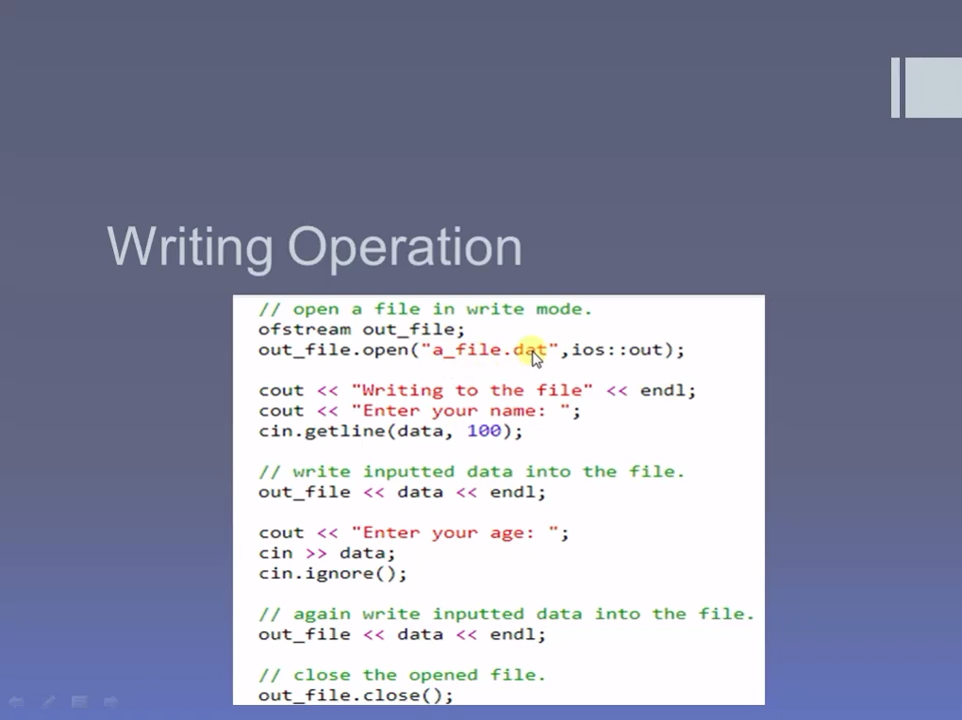 Writing Operation
// open a file in write mode.
ofstream out_file;
out_file.open("a_file.dat",ios::out);
cout << "Writing to the file" << endl;
cout << "Enter your name: ";
cin.getline(data, 100);
// write inputted data into the file.
out_file << data << endl;
cout << "Enter your age: ";
cin >> data;
cin.ignore();
// again write inputted data into the file.
out_file << data << endl;
// close the opened file.
out_file.close();